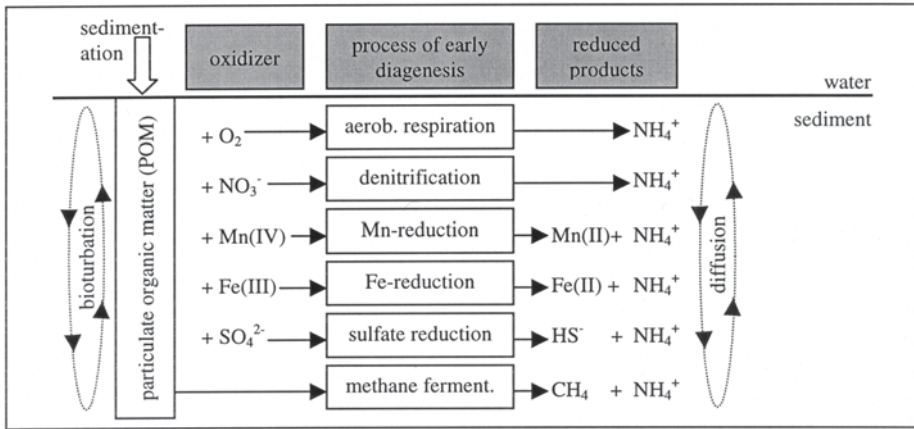 sediment-
ation
oxidizer
process of early
diagenesis
reduced
products
water
sediment
bioturbation
particulate organic matter (POM)
+ O₂
aerob. respiration
NH₄⁺
+ NO₃⁻
denitrification
NH₄⁺
+ Mn(IV)
Mn-reduction
Mn(II)+ NH₄⁺
+ Fe(III)
Fe-reduction
Fe(II) + NH₄⁺
+ SO₄²⁻
sulfate reduction
HS⁻ + NH₄⁺
methane ferment.
CH₄ + NH₄⁺
diffusion